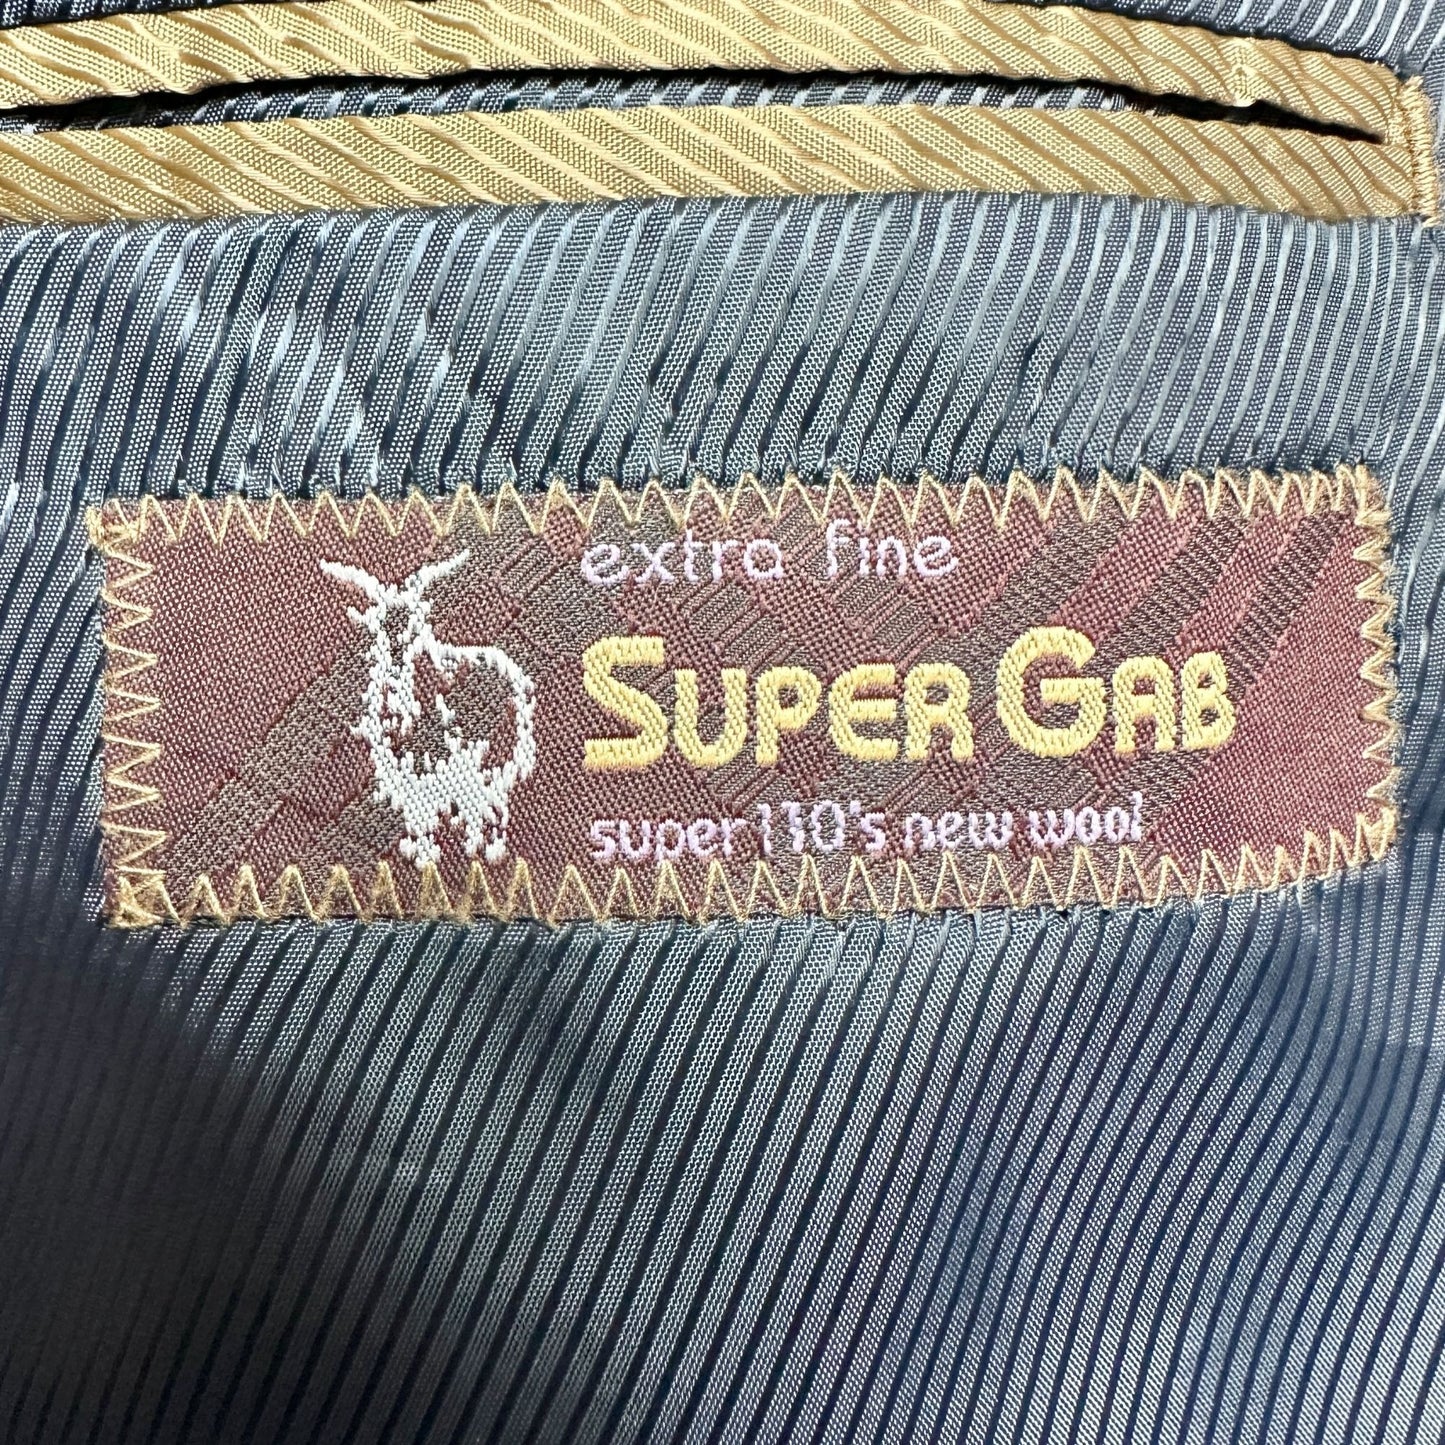 extra fine
SUPER GAB
super 110's new wool